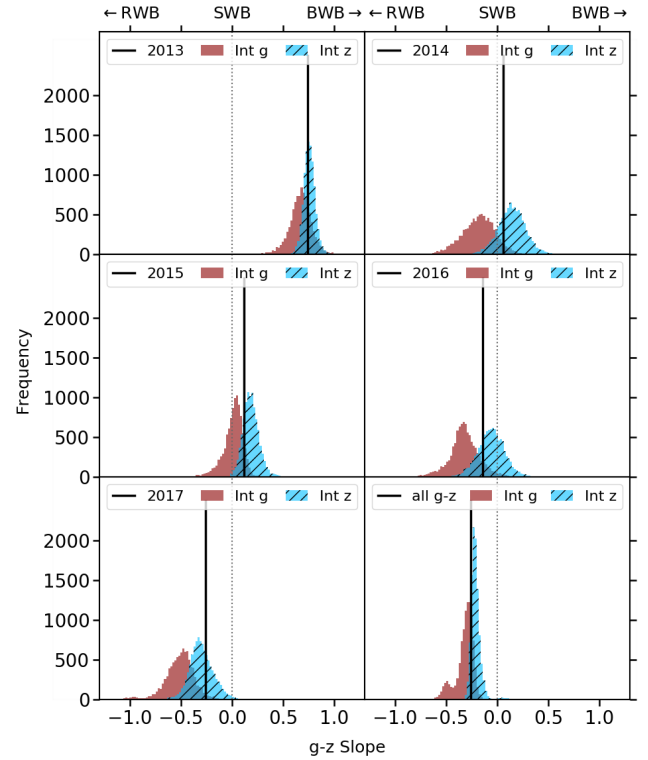 ←RWB SWB BWB→ ←RWB SWB BWB→
2013 Int g Int z 2014 Int g Int z
2000
1500
1000
500
0
2015 Int g Int z 2016 Int g Int z
2000
1500
1000
500
0
Frequency
2017 Int g Int z all g-z Int g Int z
2000
1500
1000
500
0
−1.0 −0.5 0.0 0.5 1.0 −1.0 −0.5 0.0 0.5 1.0
g-z Slope